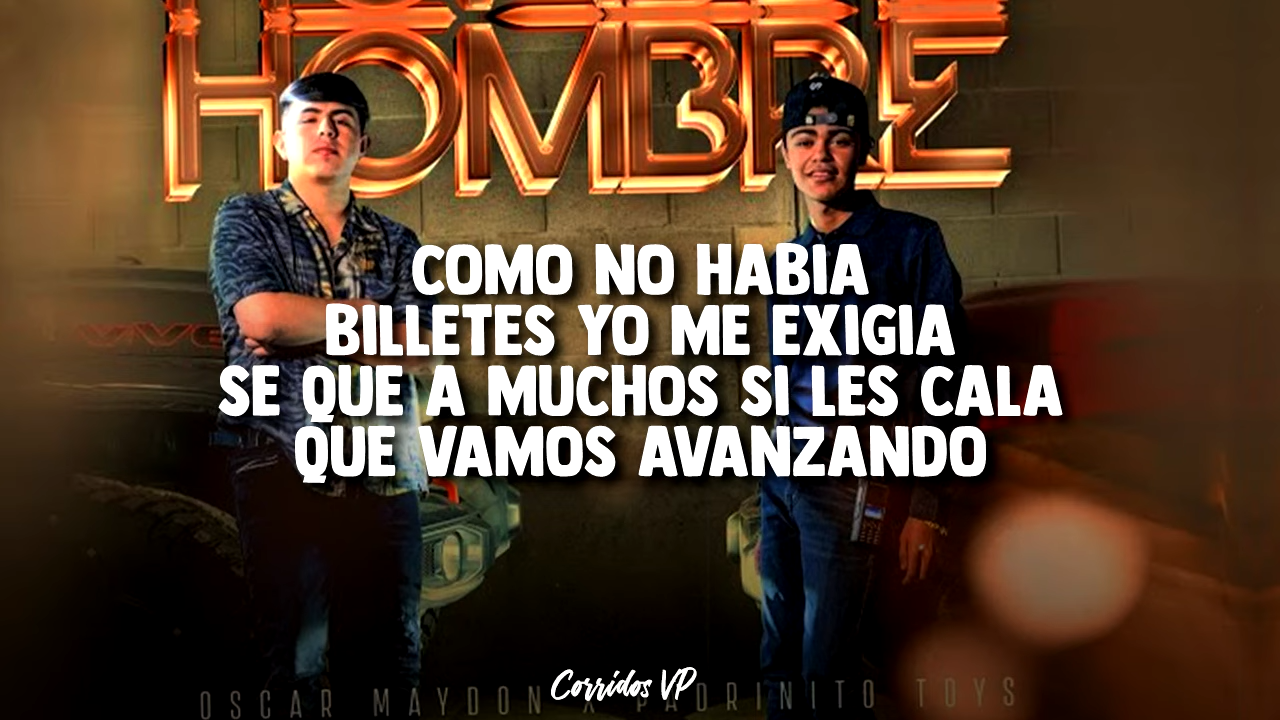 HOMBRE
COMO NO HABIA
BILLETES YO ME EXIGIA
SE QUE A MUCHOS SI LES CALA
QUE VAMOS AVANZANDO
Corridos VP
OSCAR MAYDON X PADRINITO TOYS